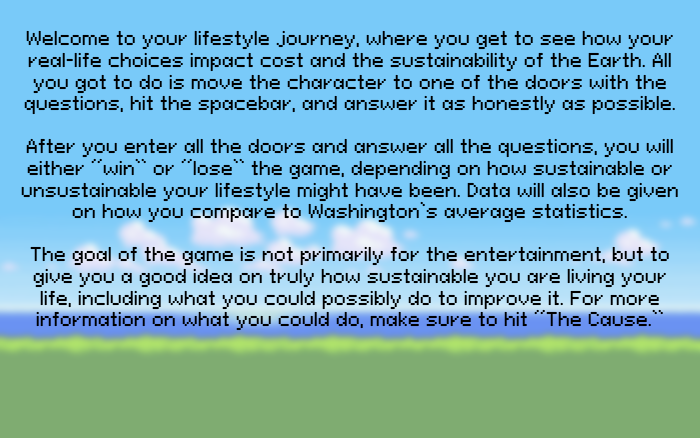 Welcome to your lifestyle journey, where you get to see how your
real-life choices impact cost and the sustainability of the Earth. All
you got to do is move the character to one of the doors with the
questions, hit the spacebar, and answer it as honestly as possible.
After you enter all the doors and answer all the questions, you will
either ``win`` or ``lose`` the game, depending on how sustainable or
unsustainable your lifestyle might have been. Data will also be given
on how you compare to Washington`s average statistics.
The goal of the game is not primarily for the entertainment, but to
give you a good idea on truly how sustainable you are living your
life, including what you could possibly do to improve it. For more
information on what you could do, make sure to hit ``The Cause.``